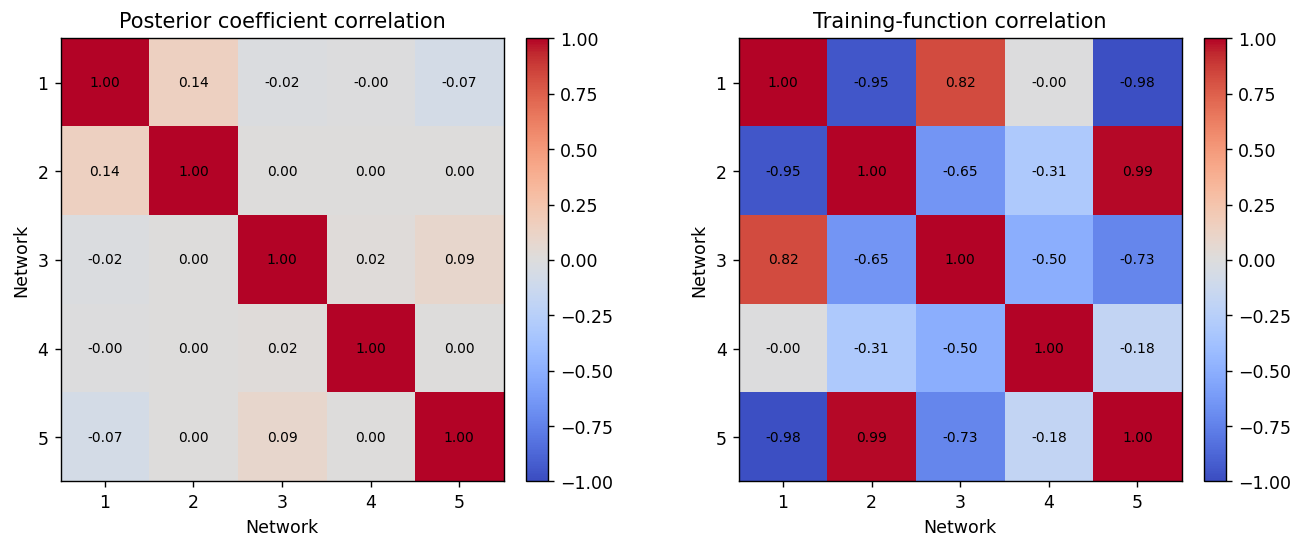 Posterior coefficient correlation
Network
1
2
3
4
5
1.00 0.14 -0.02 -0.00 -0.07
0.14 1.00 0.00 0.00 0.00
-0.02 0.00 1.00 0.02 0.09
-0.00 0.00 0.02 1.00 0.00
-0.07 0.00 0.09 0.00 1.00
1 2 3 4 5
Network
1.00
0.75
0.50
0.25
0.00
−0.25
−0.50
−0.75
−1.00
Training-function correlation
Network
1
2
3
4
5
1.00 -0.95 0.82 -0.00 -0.98
-0.95 1.00 -0.65 -0.31 0.99
0.82 -0.65 1.00 -0.50 -0.73
-0.00 -0.31 -0.50 1.00 -0.18
-0.98 0.99 -0.73 -0.18 1.00
1 2 3 4 5
Network
1.00
0.75
0.50
0.25
0.00
−0.25
−0.50
−0.75
−1.00